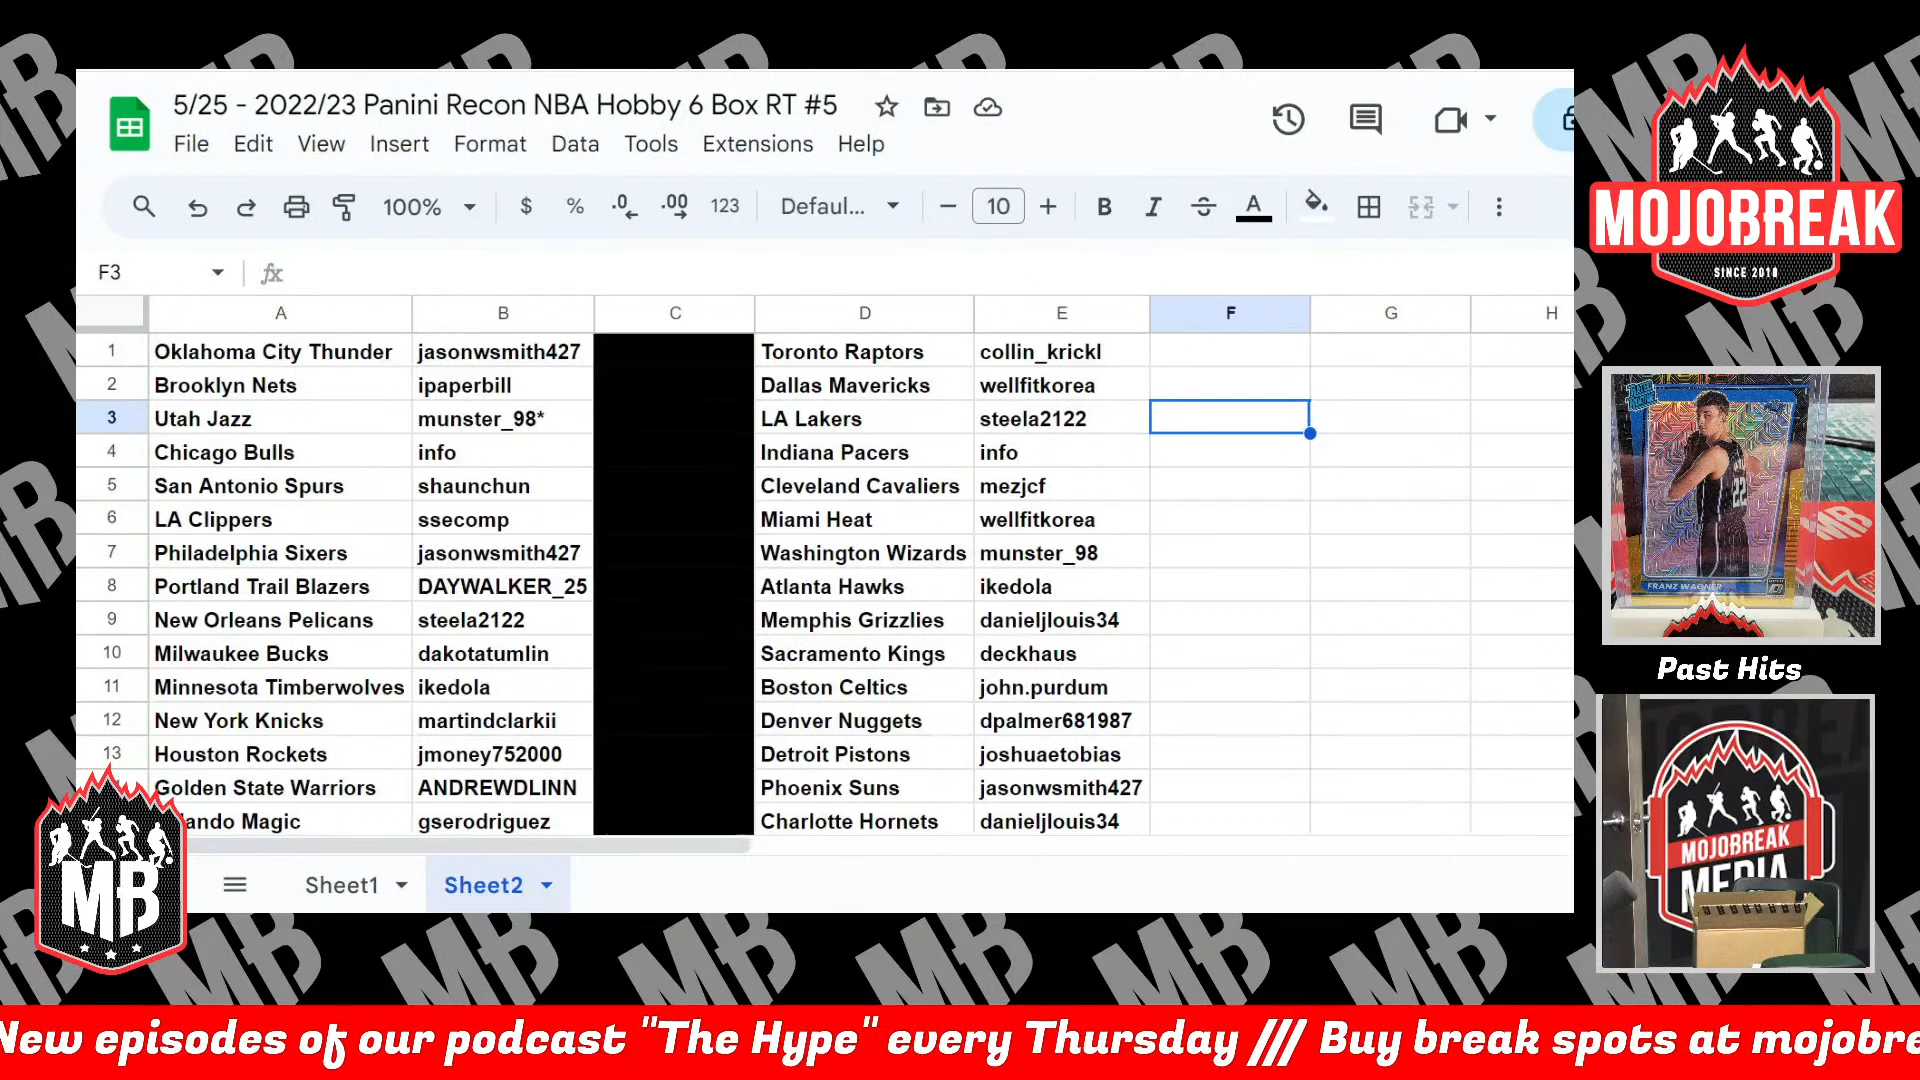 5/25 - 2022/23 Panini Recon NBA Hobby 6 Box RT #5
File Edit View Insert Format Data Tools Extensions Help
100% $ % .0 .00 123 Defaul... 10 B I A
F3 fx
A B C D E F G H
1 Oklahoma City Thunder jasonwsmith427 Toronto Raptors collin_krickl
2 Brooklyn Nets ipaperbill Dallas Mavericks wellfitkorea
3 Utah Jazz munster_98* LA Lakers steela2122
4 Chicago Bulls info Indiana Pacers info
5 San Antonio Spurs shaunchun Cleveland Cavaliers mezjcf
6 LA Clippers ssecomp Miami Heat wellfitkorea
7 Philadelphia Sixers jasonwsmith427 Washington Wizards munster_98
8 Portland Trail Blazers DAYWALKER_25 Atlanta Hawks ikedola
9 New Orleans Pelicans steela2122 Memphis Grizzlies danieljlouis34
10 Milwaukee Bucks dakotatumlin Sacramento Kings deckhaus
11 Minnesota Timberwolves ikedola Boston Celtics john.purdum
12 New York Knicks martindclarkii Denver Nuggets dpalmer681987
13 Houston Rockets jmoney752000 Detroit Pistons joshuaetobias
Golden State Warriors ANDREWDLINN Phoenix Suns jasonwsmith427
ando Magic gserodriguez Charlotte Hornets danieljlouis34
Sheet1 Sheet2
MB
MOJOBREAK
SINCE 2010
22
MB
FRANZ WAGNER
Past Hits
MOJOBREAK
MEDIA
New episodes of our podcast "The Hype" every Thursday /// Buy break spots at mojobre